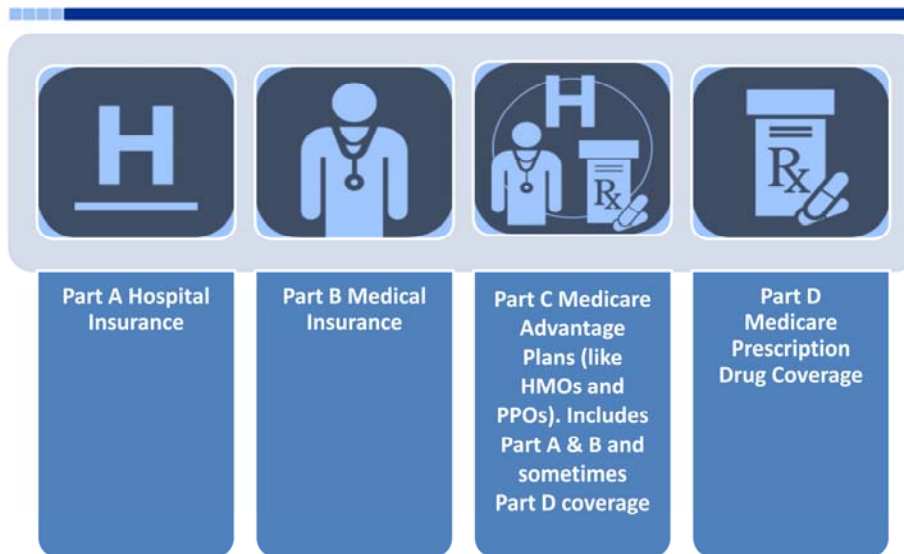 H
H
Rx
Rx
Part A Hospital
Insurance
Part B Medical
Insurance
Part C Medicare
Advantage
Plans (like
HMOs and
PPOs). Includes
Part A & B and
sometimes
Part D coverage
Part D
Medicare
Prescription
Drug Coverage